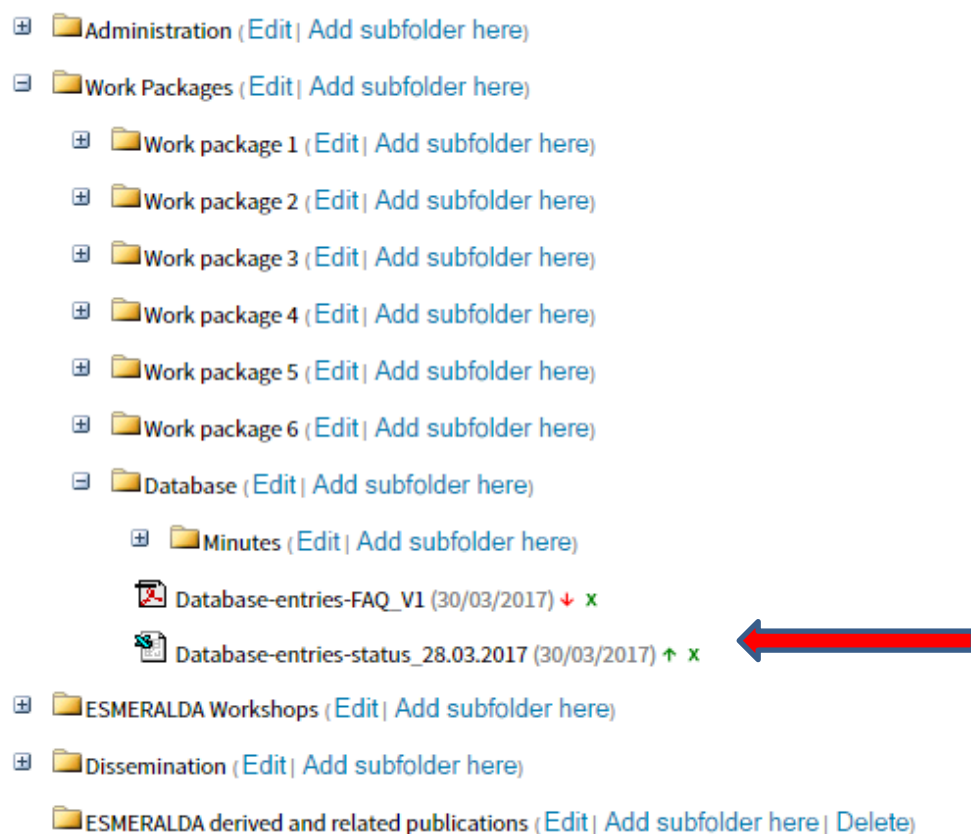 Administration (Edit | Add subfolder here)
Work Packages (Edit | Add subfolder here)
Work package 1 (Edit | Add subfolder here)
Work package 2 (Edit | Add subfolder here)
Work package 3 (Edit | Add subfolder here)
Work package 4 (Edit | Add subfolder here)
Work package 5 (Edit | Add subfolder here)
Work package 6 (Edit | Add subfolder here)
Database (Edit | Add subfolder here)
Minutes (Edit | Add subfolder here)
Database-entries-FAQ_V1 (30/03/2017) ↓ x
Database-entries-status_28.03.2017 (30/03/2017) ↑ x
ESMERALDA Workshops (Edit | Add subfolder here)
Dissemination (Edit | Add subfolder here)
ESMERALDA derived and related publications (Edit | Add subfolder here | Delete)